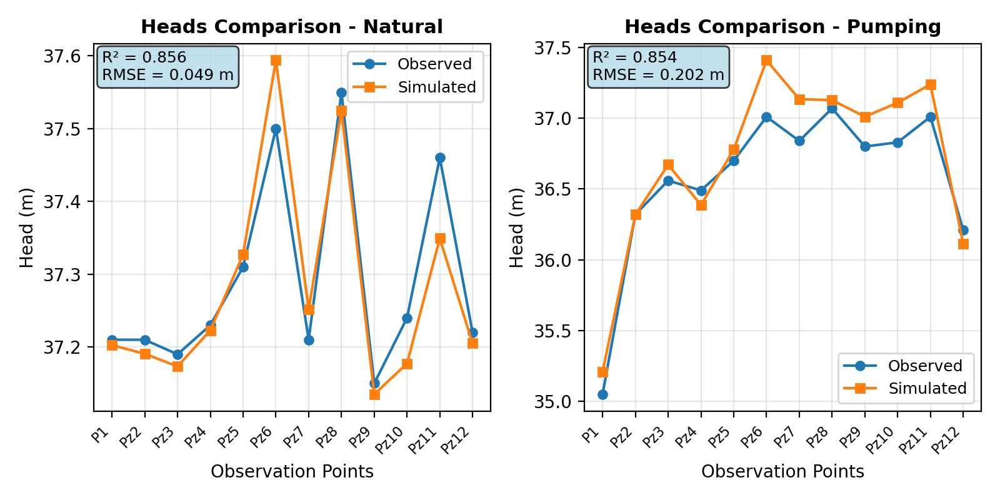 Heads Comparison - Natural
R² = 0.856
RMSE = 0.049 m
Observed
Simulated
37.6
37.5
37.4
37.3
37.2
Head (m)
P1
Pz2
Pz3
Pz4
Pz5
Pz6
Pz7
Pz8
Pz9
Pz10
Pz11
Pz12
Observation Points
Heads Comparison - Pumping
R² = 0.854
RMSE = 0.202 m
37.5
37.0
36.5
36.0
35.5
35.0
Head (m)
Observed
Simulated
P1
Pz2
Pz3
Pz4
Pz5
Pz6
Pz7
Pz8
Pz9
Pz10
Pz11
Pz12
Observation Points